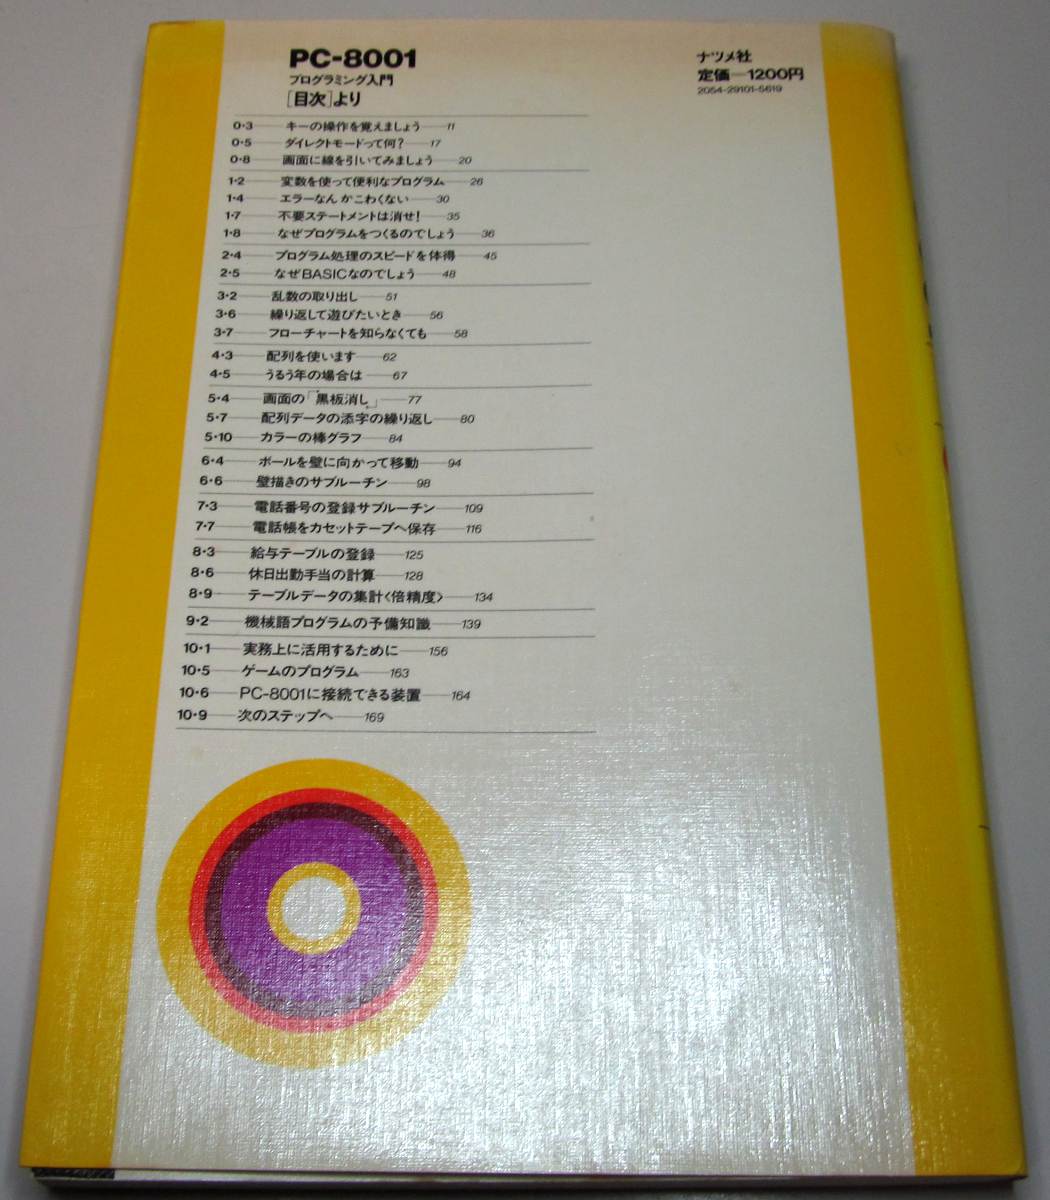 PC-8001
プログラミング入門
[目次]より
ナツメ社
定価―1200円
2054-29101-5619
0・3―キーの操作を覚えましょう―11
0・5―ダイレクトモードって何?―17
0・8―画面に線を引いてみましょう―20
1・2―変数を使って便利なプログラム―26
1・4―エラーなんかこわくない―30
1・7―不要ステートメントは消せ!―35
1・8―なぜプログラムをつくるのでしょう―36
2・4―プログラム処理のスピードを体得―45
2・5―なぜBASICなのでしょう―48
3・2―乱数の取り出し―51
3・6―繰り返して遊びたいとき―56
3・7―フローチャートを知らなくても―58
4・3―配列を使います―62
4・5―うるう年の場合は―67
5・4―画面の「黒板消し」―77
5・7―配列データの添字の繰り返し―80
5・10―カラーの棒グラフ―84
6・4―ボールを壁に向かって移動―94
6・6―壁描きのサブルーチン―98
7・3―電話番号の登録サブルーチン―109
7・7―電話帳をカセットテープへ保存―116
8・3―給与テーブルの登録―125
8・6―休日出勤手当の計算―128
8・9―テーブルデータの集計<倍精度>―134
9・2―機械語プログラムの予備知識―139
10・1―実務上に活用するために―156
10・5―ゲームのプログラム―163
10・6―PC-8001に接続できる装置―164
10・9―次のステップへ―169